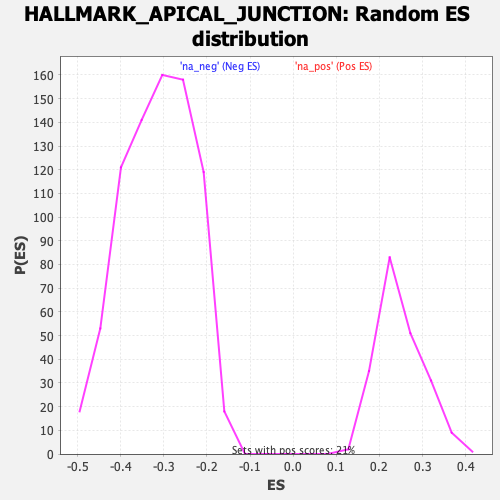 HALLMARK_APICAL_JUNCTION: Random ES
distribution
'na_neg' (Neg ES) 'na_pos' (Pos ES)
160
150
140
130
120
110
100
90
80
70
60
50
40
30
20
10
0
P(ES)
Sets with pos scores: 21%
-0.5 -0.4 -0.3 -0.2 -0.1 0.0 0.1 0.2 0.3 0.4
ES